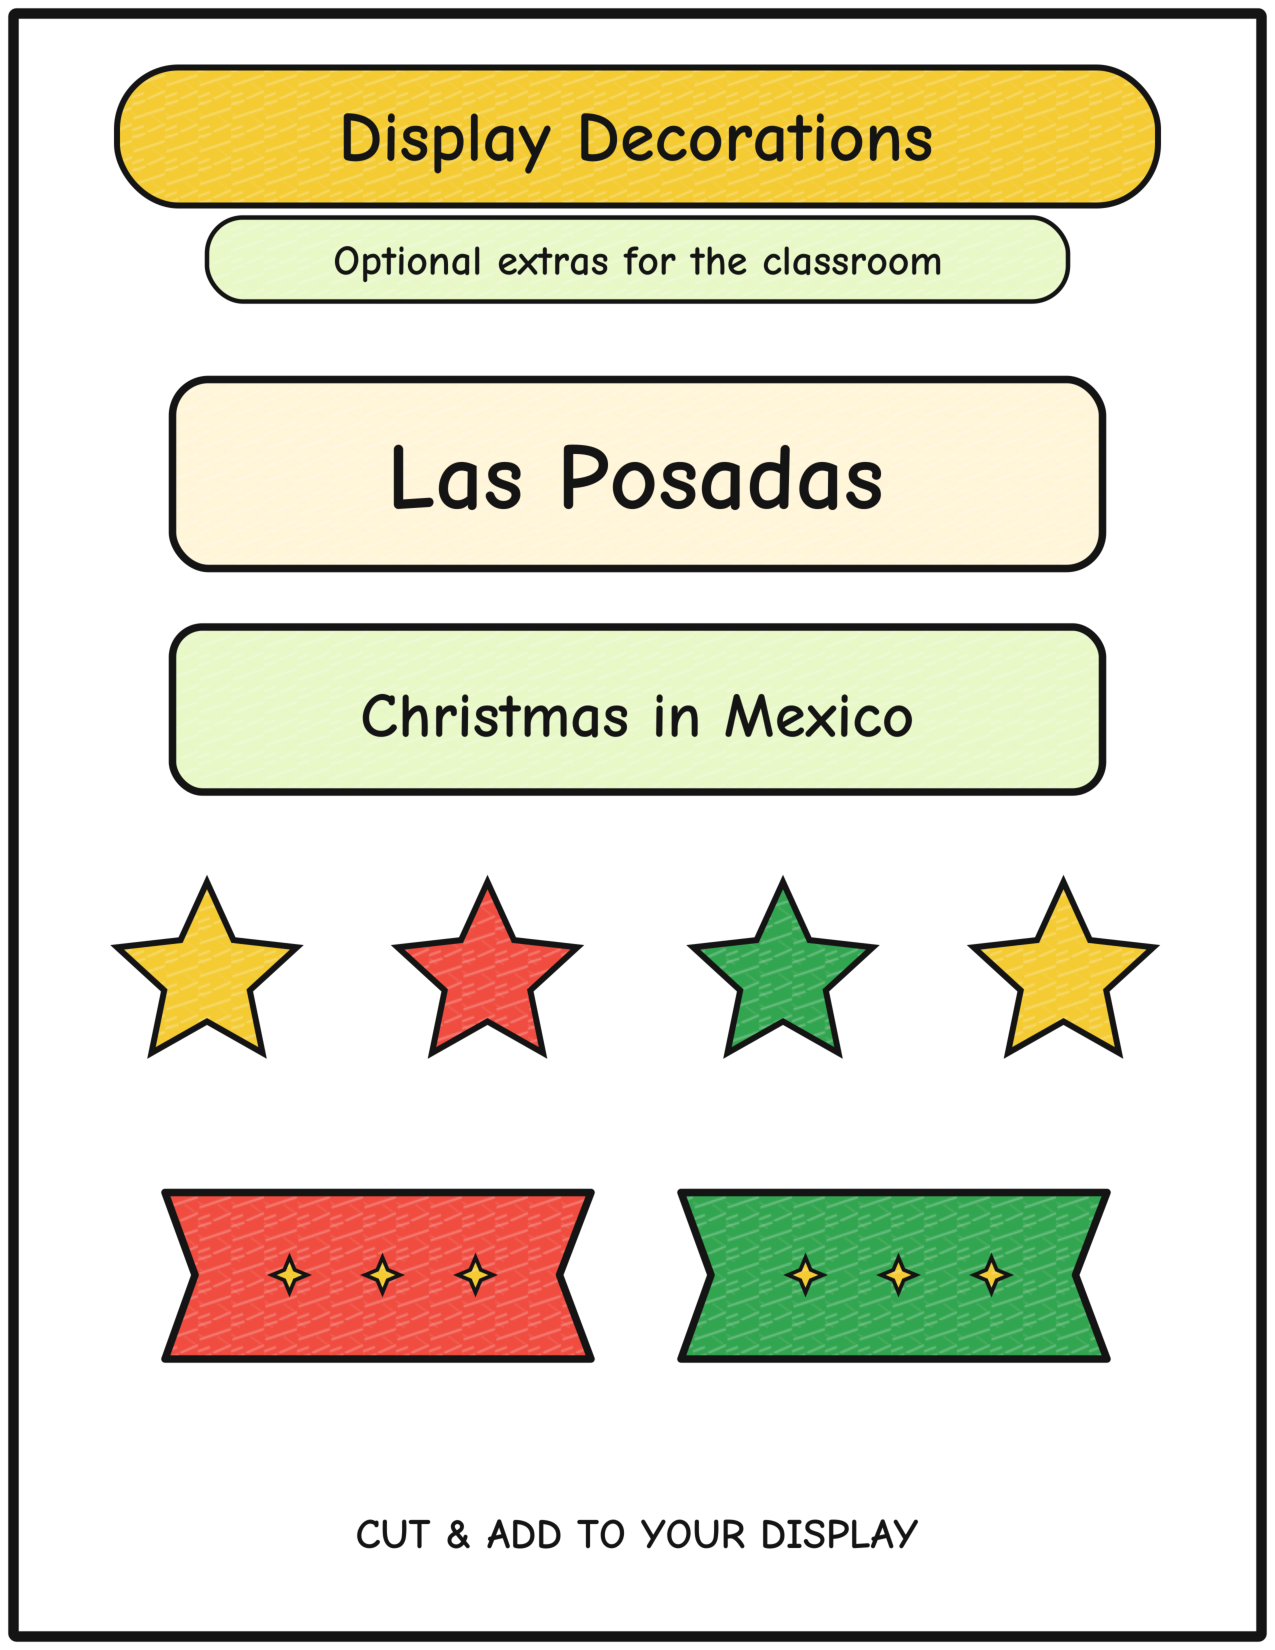 Display Decorations
Optional extras for the classroom
Las Posadas
Christmas in Mexico
CUT & ADD TO YOUR DISPLAY